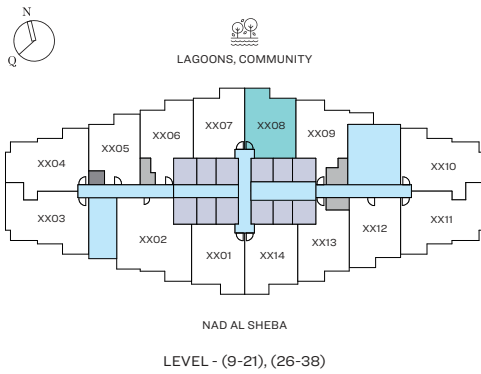 N
Q
LAGOONS, COMMUNITY
XX07
XX08
XX06
XX09
XX05
XX04
XX10
XX03
XX11
XX02
XX12
XX13
XX01
XX14
NAD AL SHEBA
LEVEL - (9-21), (26-38)